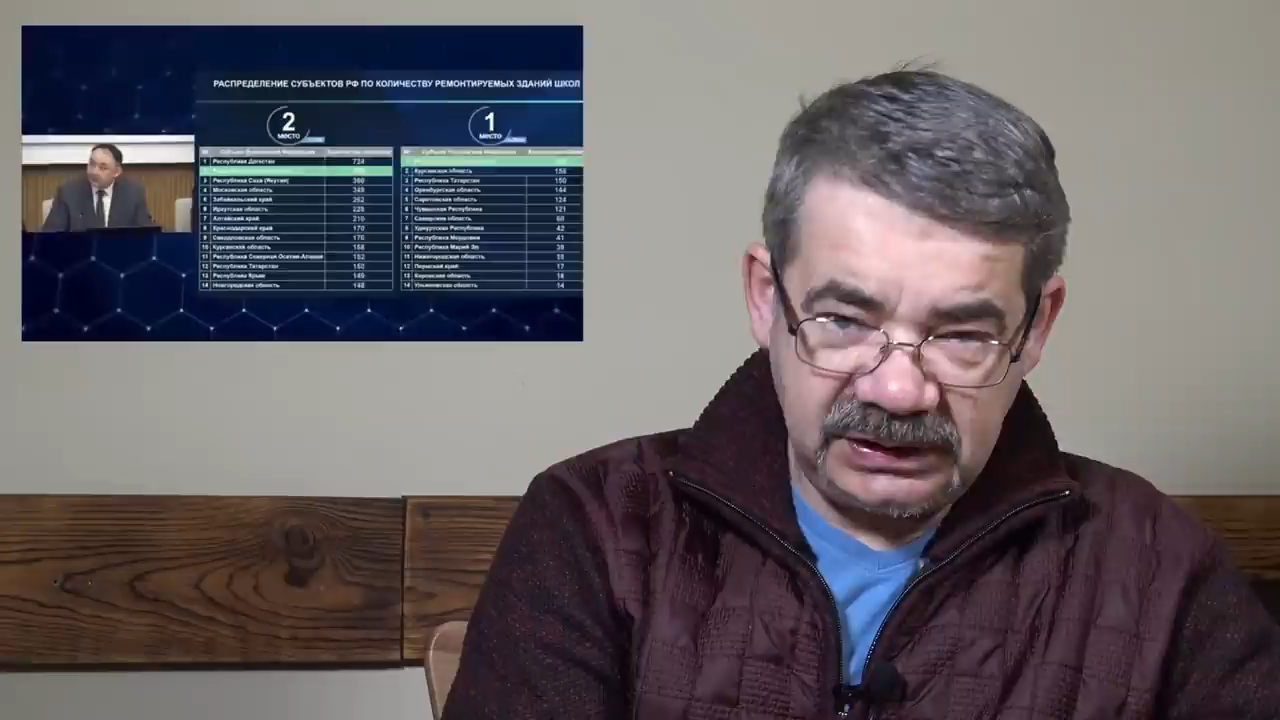 РАСПРЕДЕЛЕНИЕ СУБЪЕКТОВ РФ ПО КОЛИЧЕСТВУ РЕМОНТИРУЕМЫХ ЗДАНИЙ ШКОЛ
2
МЕСТО
1
МЕСТО
1 Республика Дагестан 724
3 Республика Саха (Якутия) 380
4 Московская область 349
5 Забайкальский край 262
6 Иркутская область 229
7 Алтайский край 210
8 Краснодарский край 170
9 Свердловская область 170
10 Курганская область 158
11 Республика Северная Осетия-Алания 152
12 Республика Татарстан 150
13 Республика Крым 149
14 Новгородская область 148
2 Курганская область 158
3 Республика Татарстан 150
4 Оренбургская область 144
5 Саратовская область 124
6 Чувашская Республика 121
7 Самарская область 60
8 Удмуртская Республика 42
9 Республика Мордовия 41
10 Республика Марий Эл 39
11 Нижегородская область
12 Пермский край 17
13 Кировская область
14 Ульяновская область 14